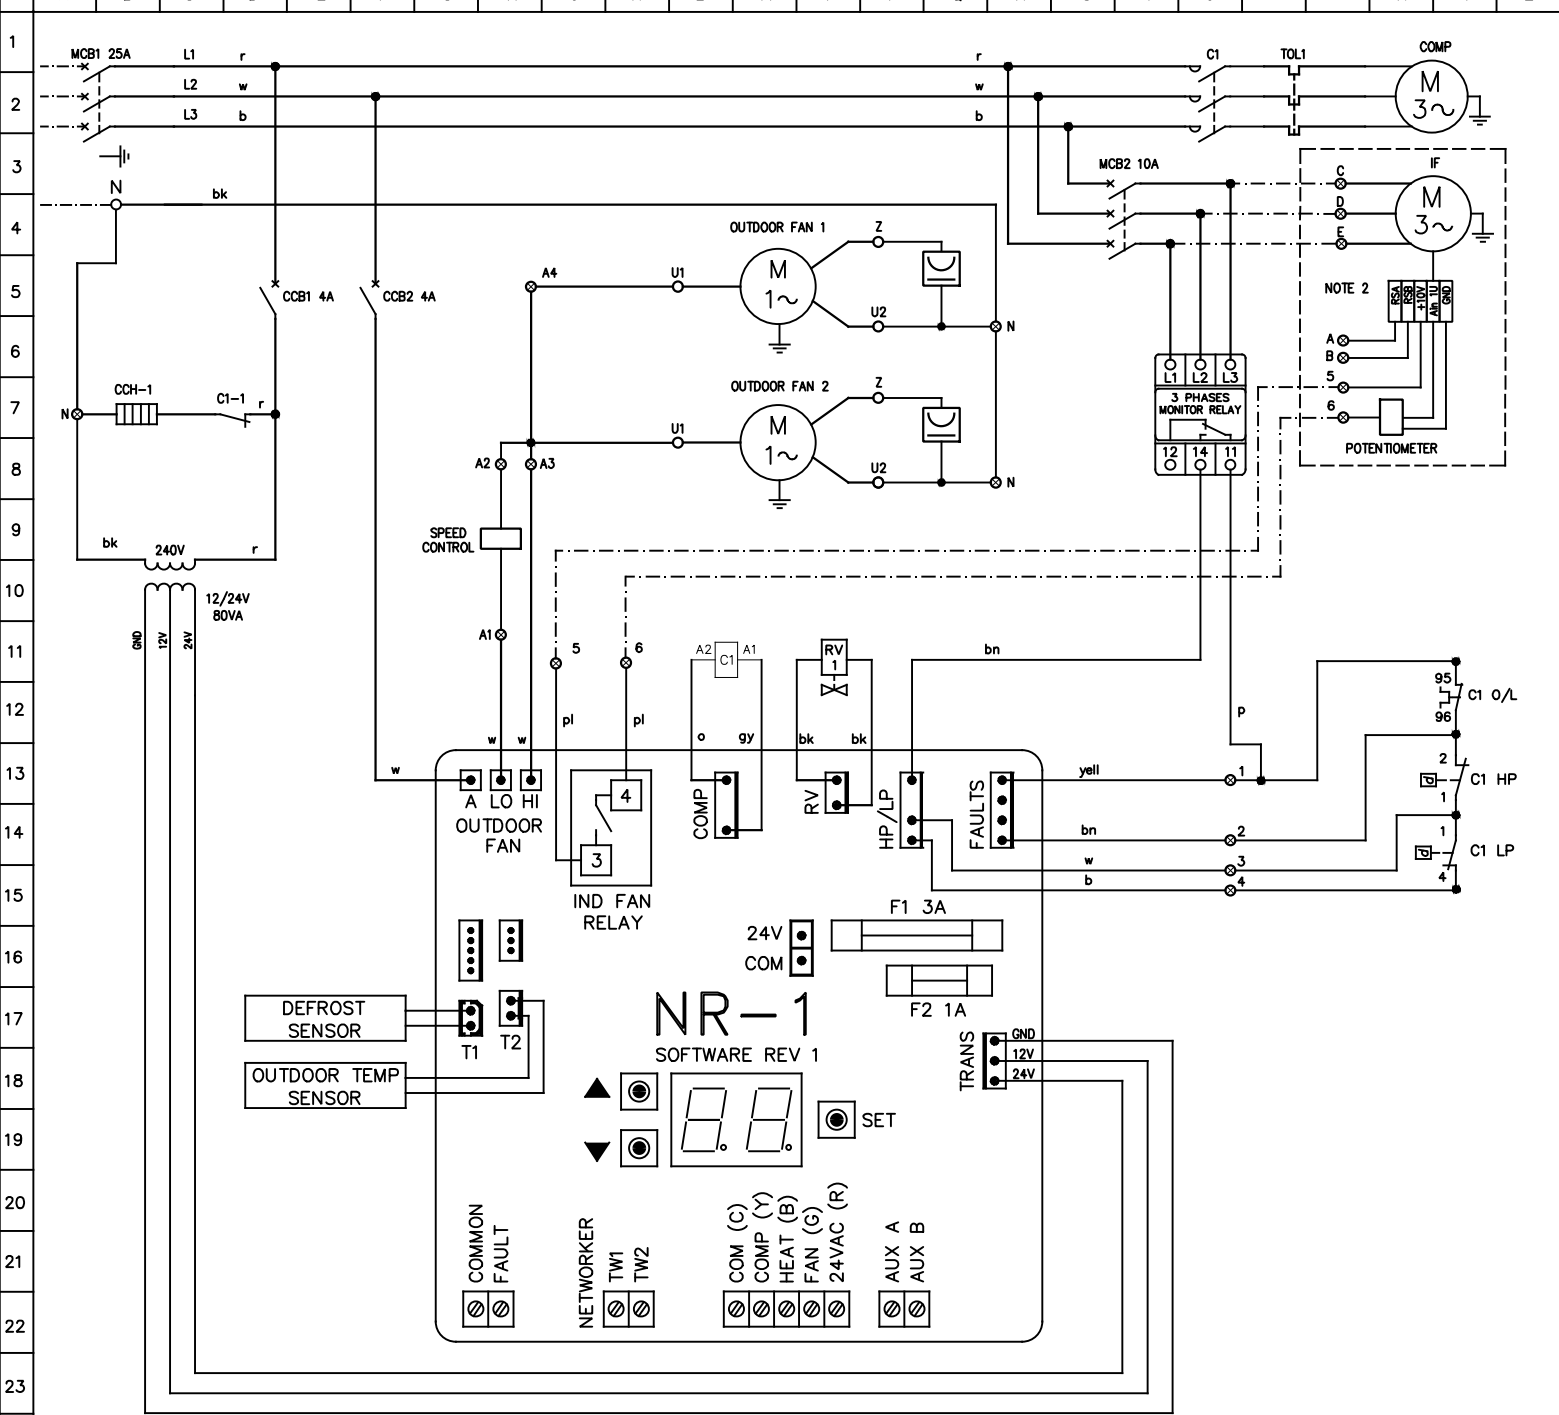 1
MCB1 25A
L1
r
r
C1
TOL1
COMP
2
L2
w
w
M
3~
L3
b
b
3
MCB2 10A
IF
N
bk
C
M
3~
4
OUTDOOR FAN 1
Z
D
E
5
CCB1 4A
CCB2 4A
A4
U1
M
1~
U2
N
NOTE 2
RSA
RSB
+10V
Ain 1U
GND
6
A
B
L1
L2
L3
5
7
CCH-1
C1-1
r
N
OUTDOOR FAN 2
Z
3 PHASES
MONITOR RELAY
6
U1
M
1~
POTENTIOMETER
8
A2
A3
U2
N
12
14
11
9
SPEED
CONTROL
bk
240V
r
10
12/24V
80VA
11
GND
12V
24V
A1
5
6
A2
C1
A1
RV
1
bn
12
pl
pl
o
gy
bk
bk
w
w
p
95
96
C1 O/L
13
w
A
LO
HI
4
COMP
RV
HP/LP
FAULTS
yell
1
2
1
C1 HP
14
OUTDOOR
FAN
3
bn
2
w
3
1
4
C1 LP
15
b
4
IND FAN
RELAY
F1 3A
16
24V
COM
F2 1A
17
DEFROST
SENSOR
T1
T2
NR-1
SOFTWARE REV 1
TRANS
GND
12V
24V
18
OUTDOOR TEMP
SENSOR
19
8.8.
SET
20
21
COMMON
FAULT
NETWORKER
TW1
TW2
COM (C)
COMP (Y)
HEAT (B)
FAN (G)
24VAC (R)
AUX A
AUX B
22
23